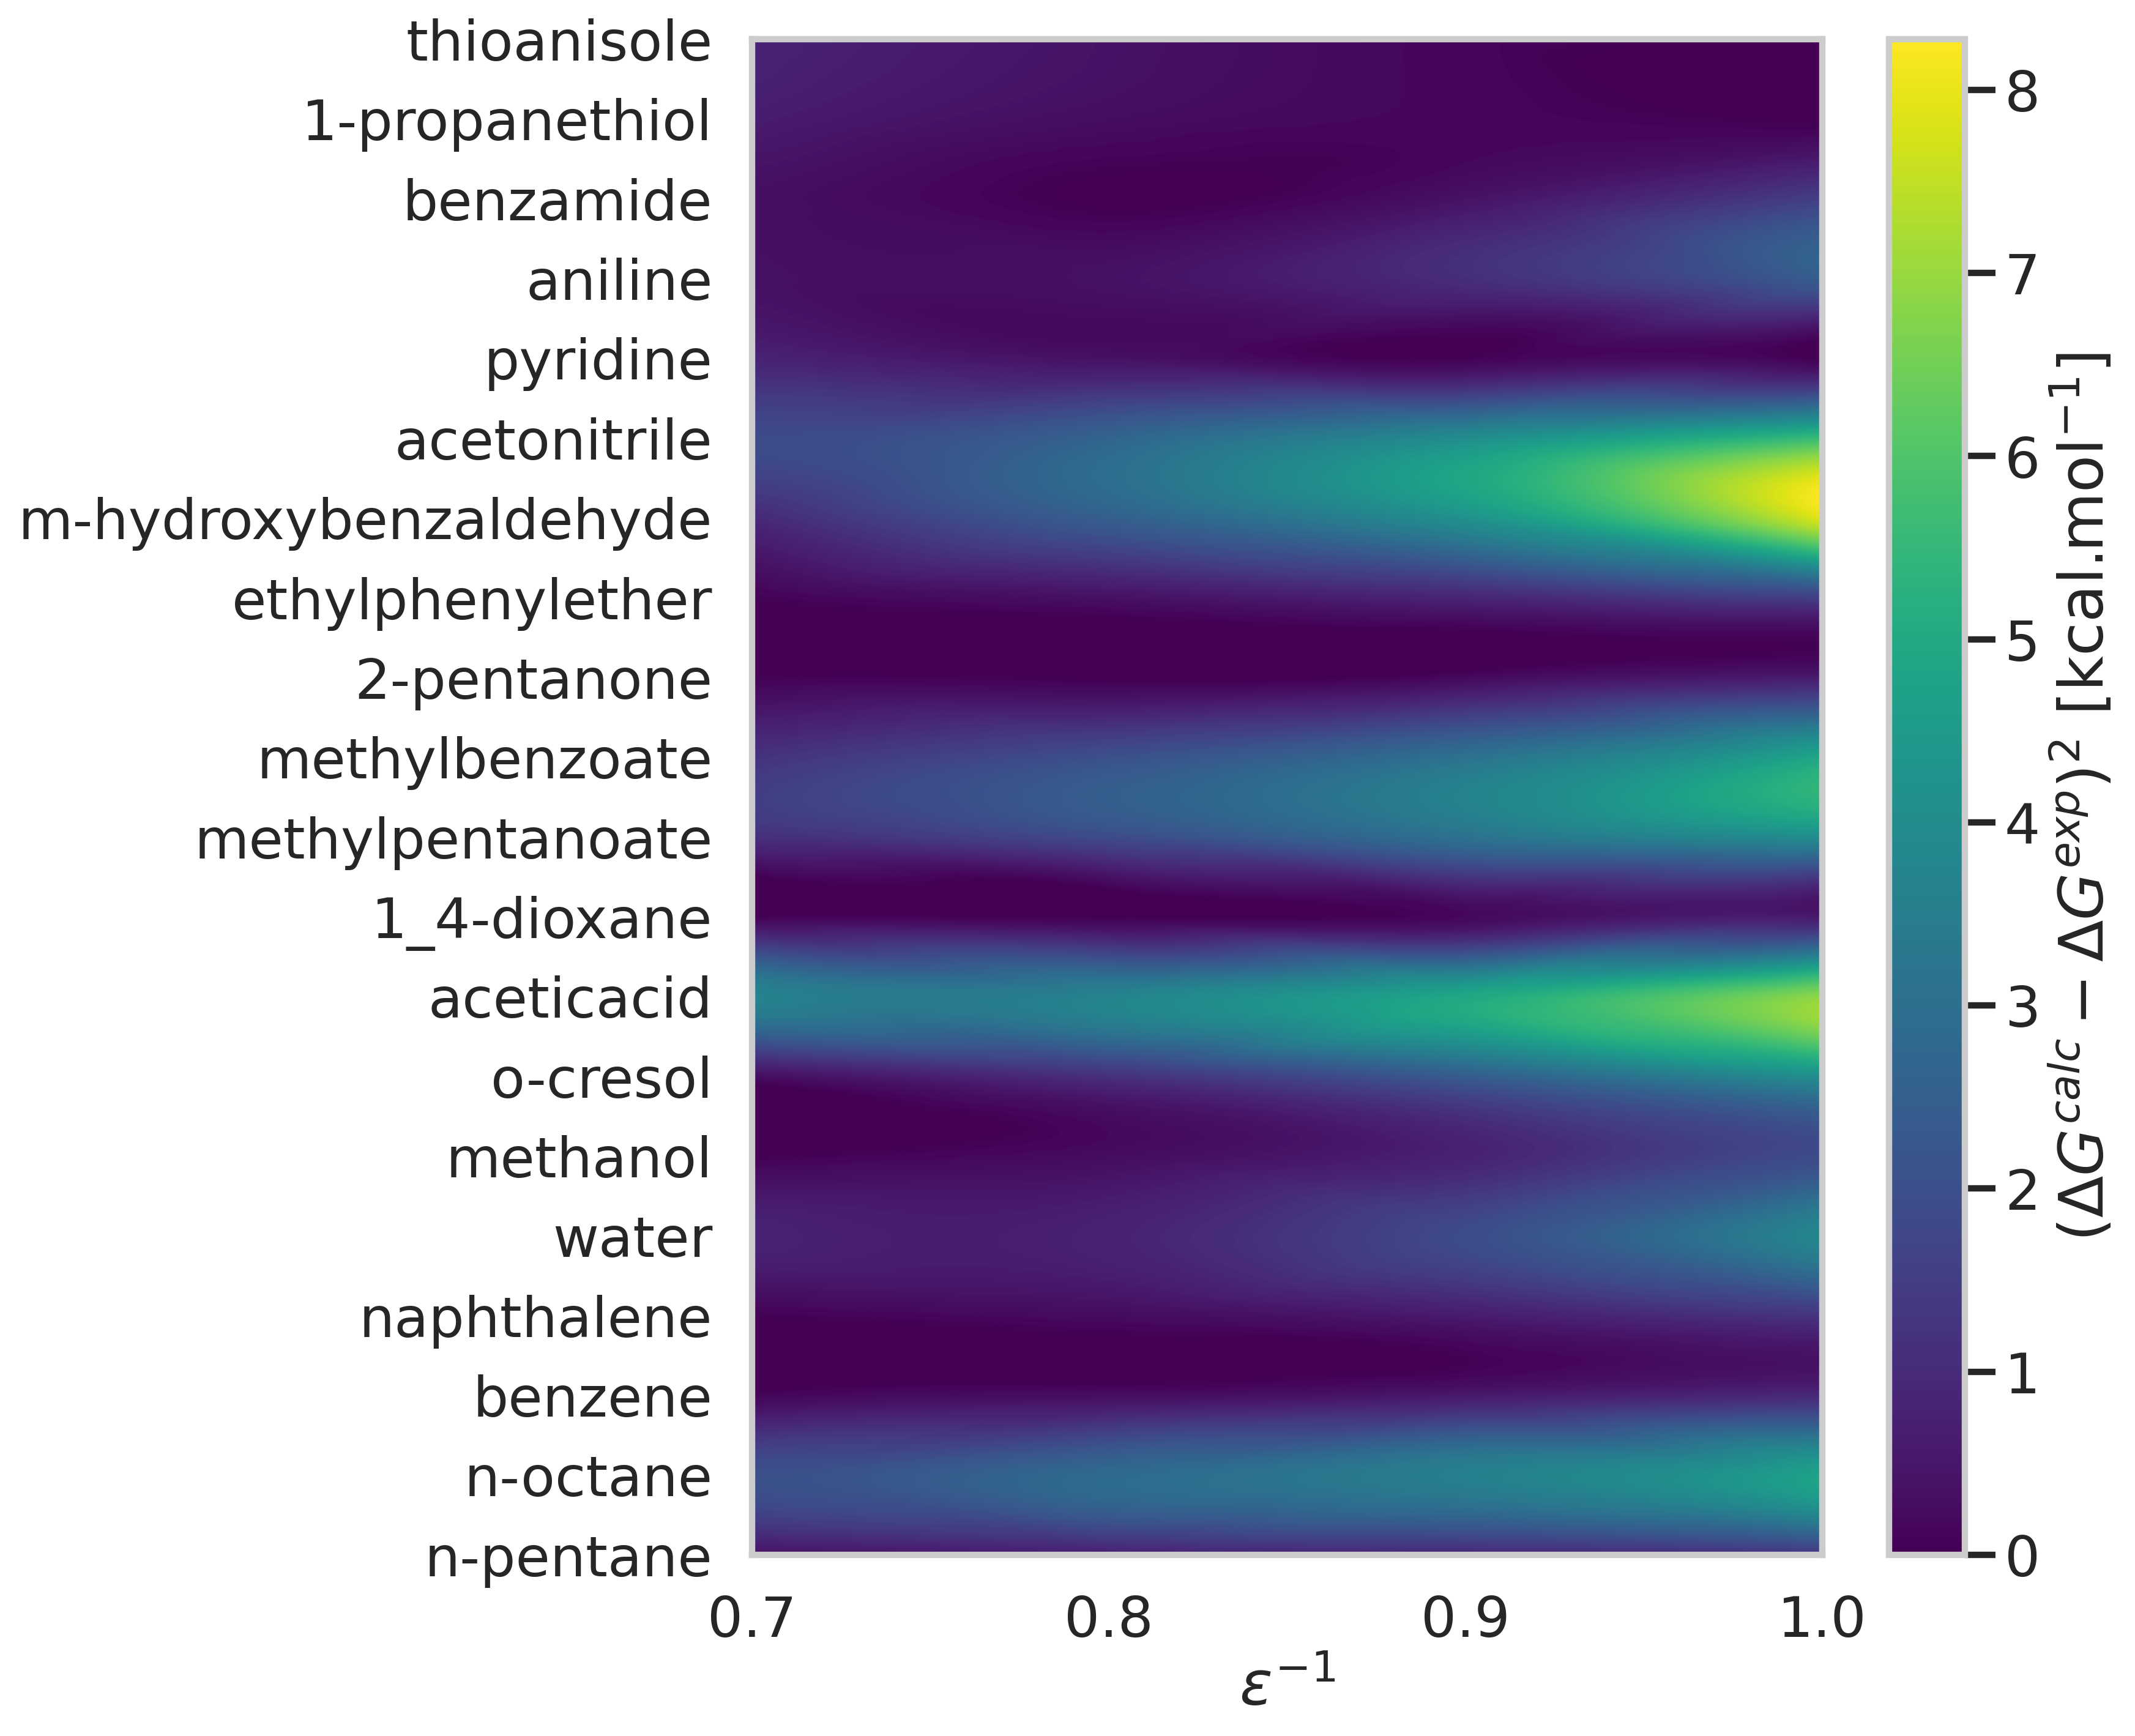 thioanisole
1-propanethiol
benzamide
aniline
pyridine
acetonitrile
m-hydroxybenzaldehyde
ethylphenylether
2-pentanone
methylbenzoate
methylpentanoate
1_4-dioxane
aceticacid
o-cresol
methanol
water
naphthalene
benzene
n-octane
n-pentane
0.7 0.8 0.9 1.0
ε⁻¹
8
7
6
5
4
3
2
1
0
(ΔG^{calc} − ΔG^{exp})² [kcal.mol⁻¹]